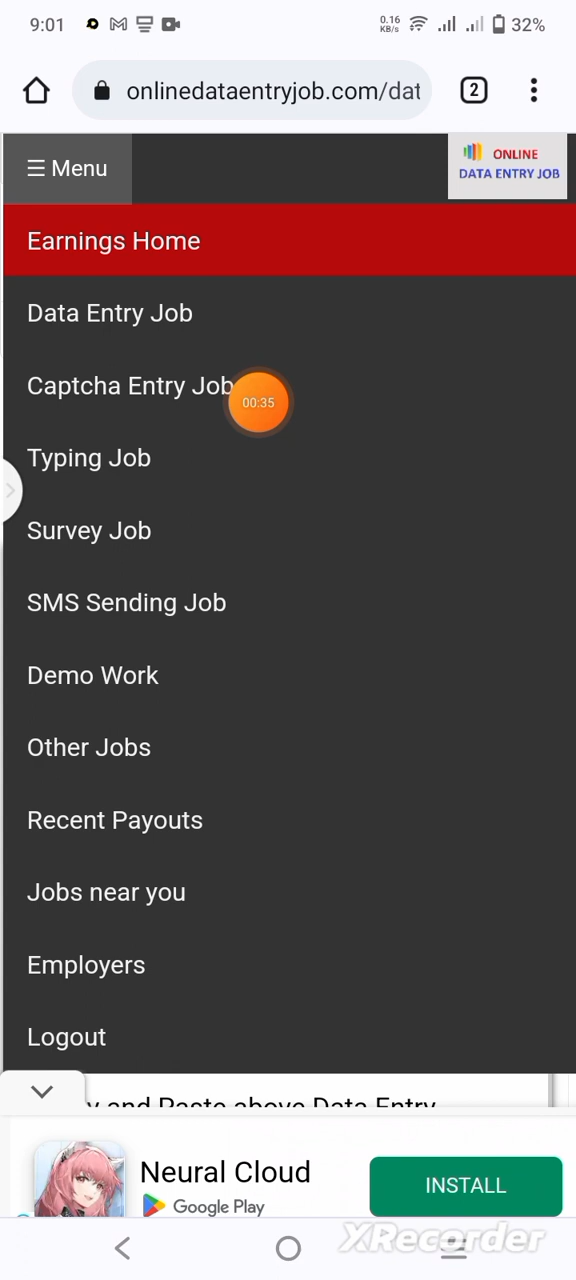 9:01
0.16
KB/s
32%
onlinedataentryjob.com/dat
2
☰ Menu
ONLINE
DATA ENTRY JOB
Earnings Home
Data Entry Job
Captcha Entry Job
00:35
Typing Job
Survey Job
SMS Sending Job
Demo Work
Other Jobs
Recent Payouts
Jobs near you
Employers
Logout
and Paste above Data Entry
Neural Cloud
Google Play
INSTALL
XRecorder